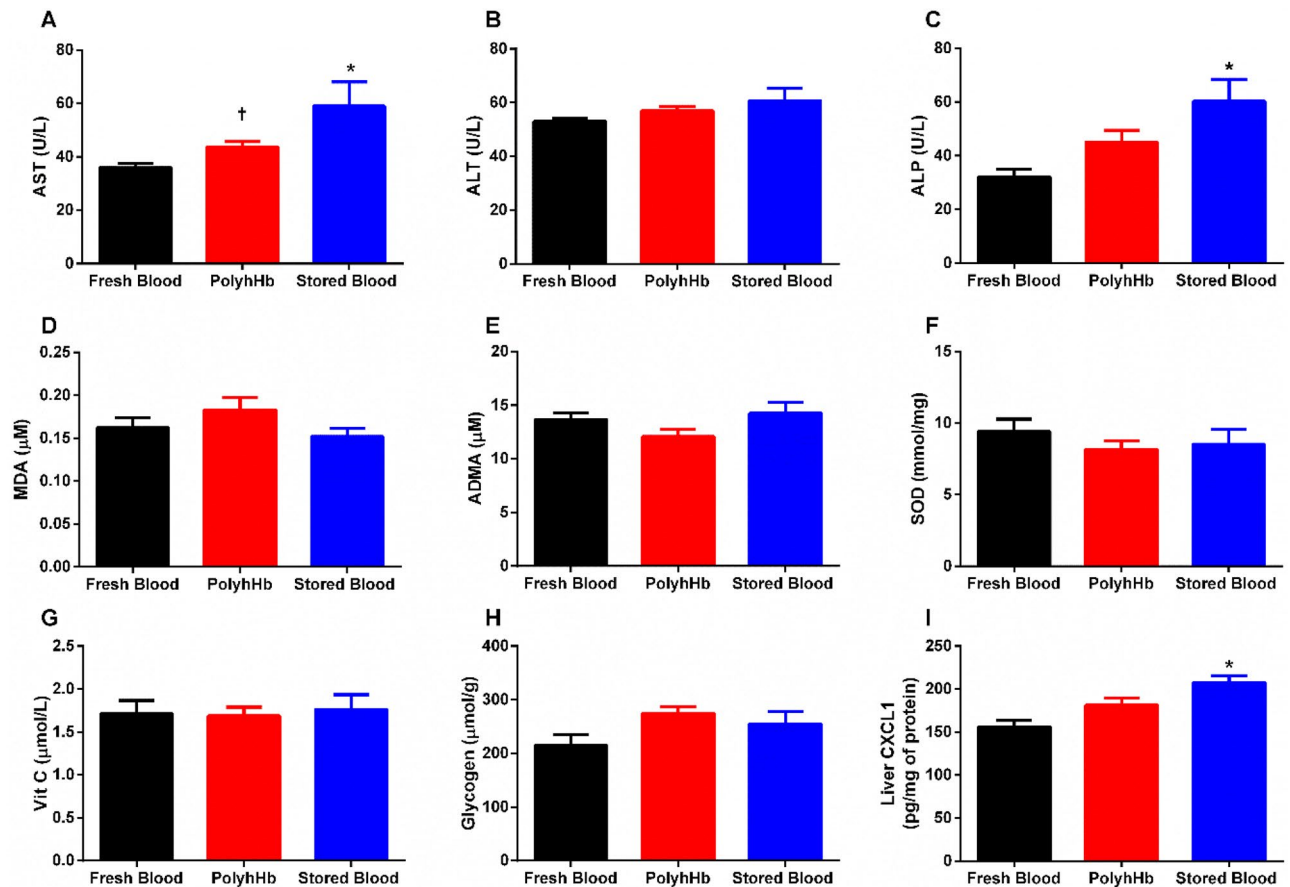 A
80
60
40
20
0
AST (U/L)
†
*
Fresh Blood PolyhHb Stored Blood
B
80
60
40
20
0
ALT (U/L)
Fresh Blood PolyhHb Stored Blood
C
80
60
40
20
0
ALP (U/L)
*
Fresh Blood PolyhHb Stored Blood
D
0.25
0.20
0.15
0.10
0.05
0.00
MDA (μM)
Fresh Blood PolyhHb Stored Blood
E
20
15
10
5
0
ADMA (μM)
Fresh Blood PolyhHb Stored Blood
F
15
10
5
0
SOD (mmol/mg)
Fresh Blood PolyhHb Stored Blood
G
2.5
2.0
1.5
1.0
0.5
0.0
Vit C (μmol/L)
Fresh Blood PolyhHb Stored Blood
H
400
300
200
100
0
Glycogen (μmol/g)
Fresh Blood PolyhHb Stored Blood
I
250
200
150
100
50
0
Liver CXCL1
(pg/mg of protein)
*
Fresh Blood PolyhHb Stored Blood